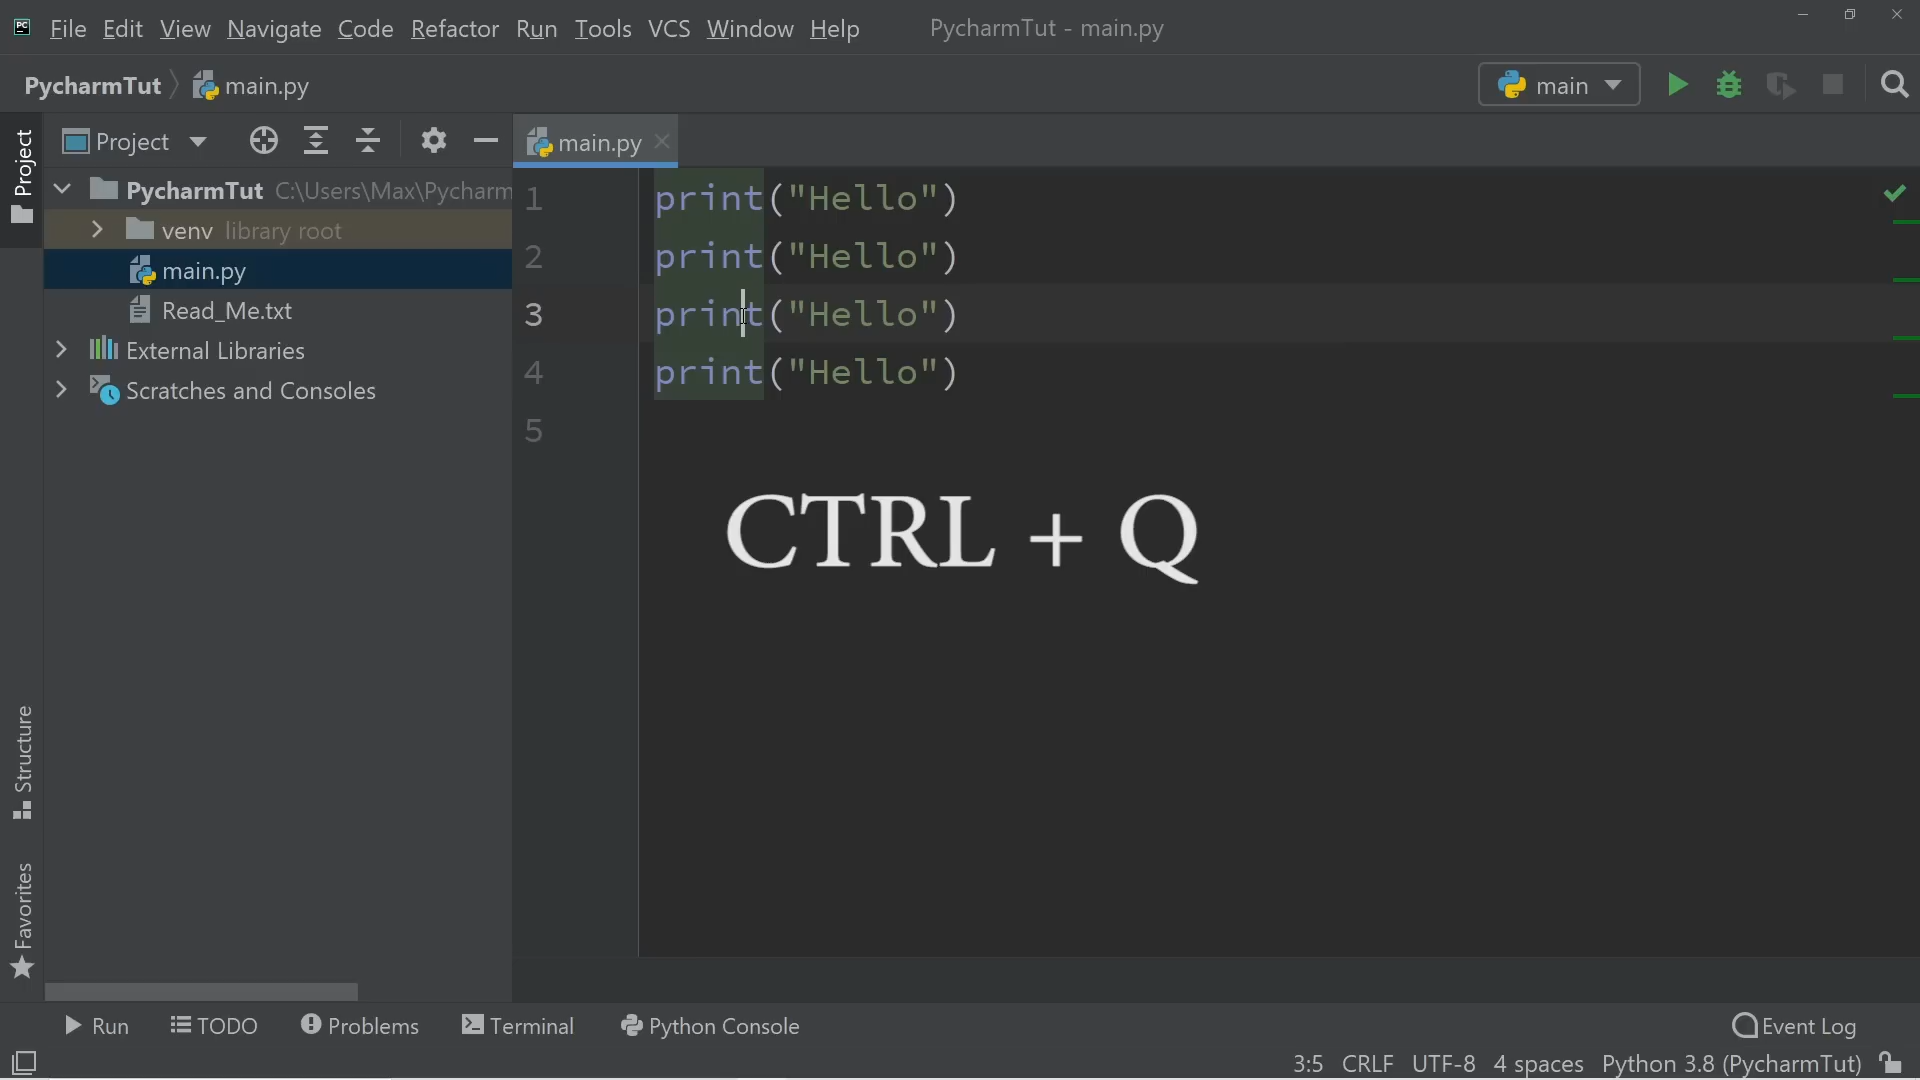 File Edit View Navigate Code Refactor Run Tools VCS Window Help PycharmTut - main.py
PycharmTut main.py main
Project Project main.py
PycharmTut C:\Users\Max\Pycharm
venv library root
main.py
Read_Me.txt
External Libraries
Scratches and Consoles
1 print("Hello")
2 print("Hello")
3 print("Hello")
4 print("Hello")
5
CTRL + Q
Structure
Favorites
Run TODO Problems Terminal Python Console Event Log
3:5 CRLF UTF-8 4 spaces Python 3.8 (PycharmTut)